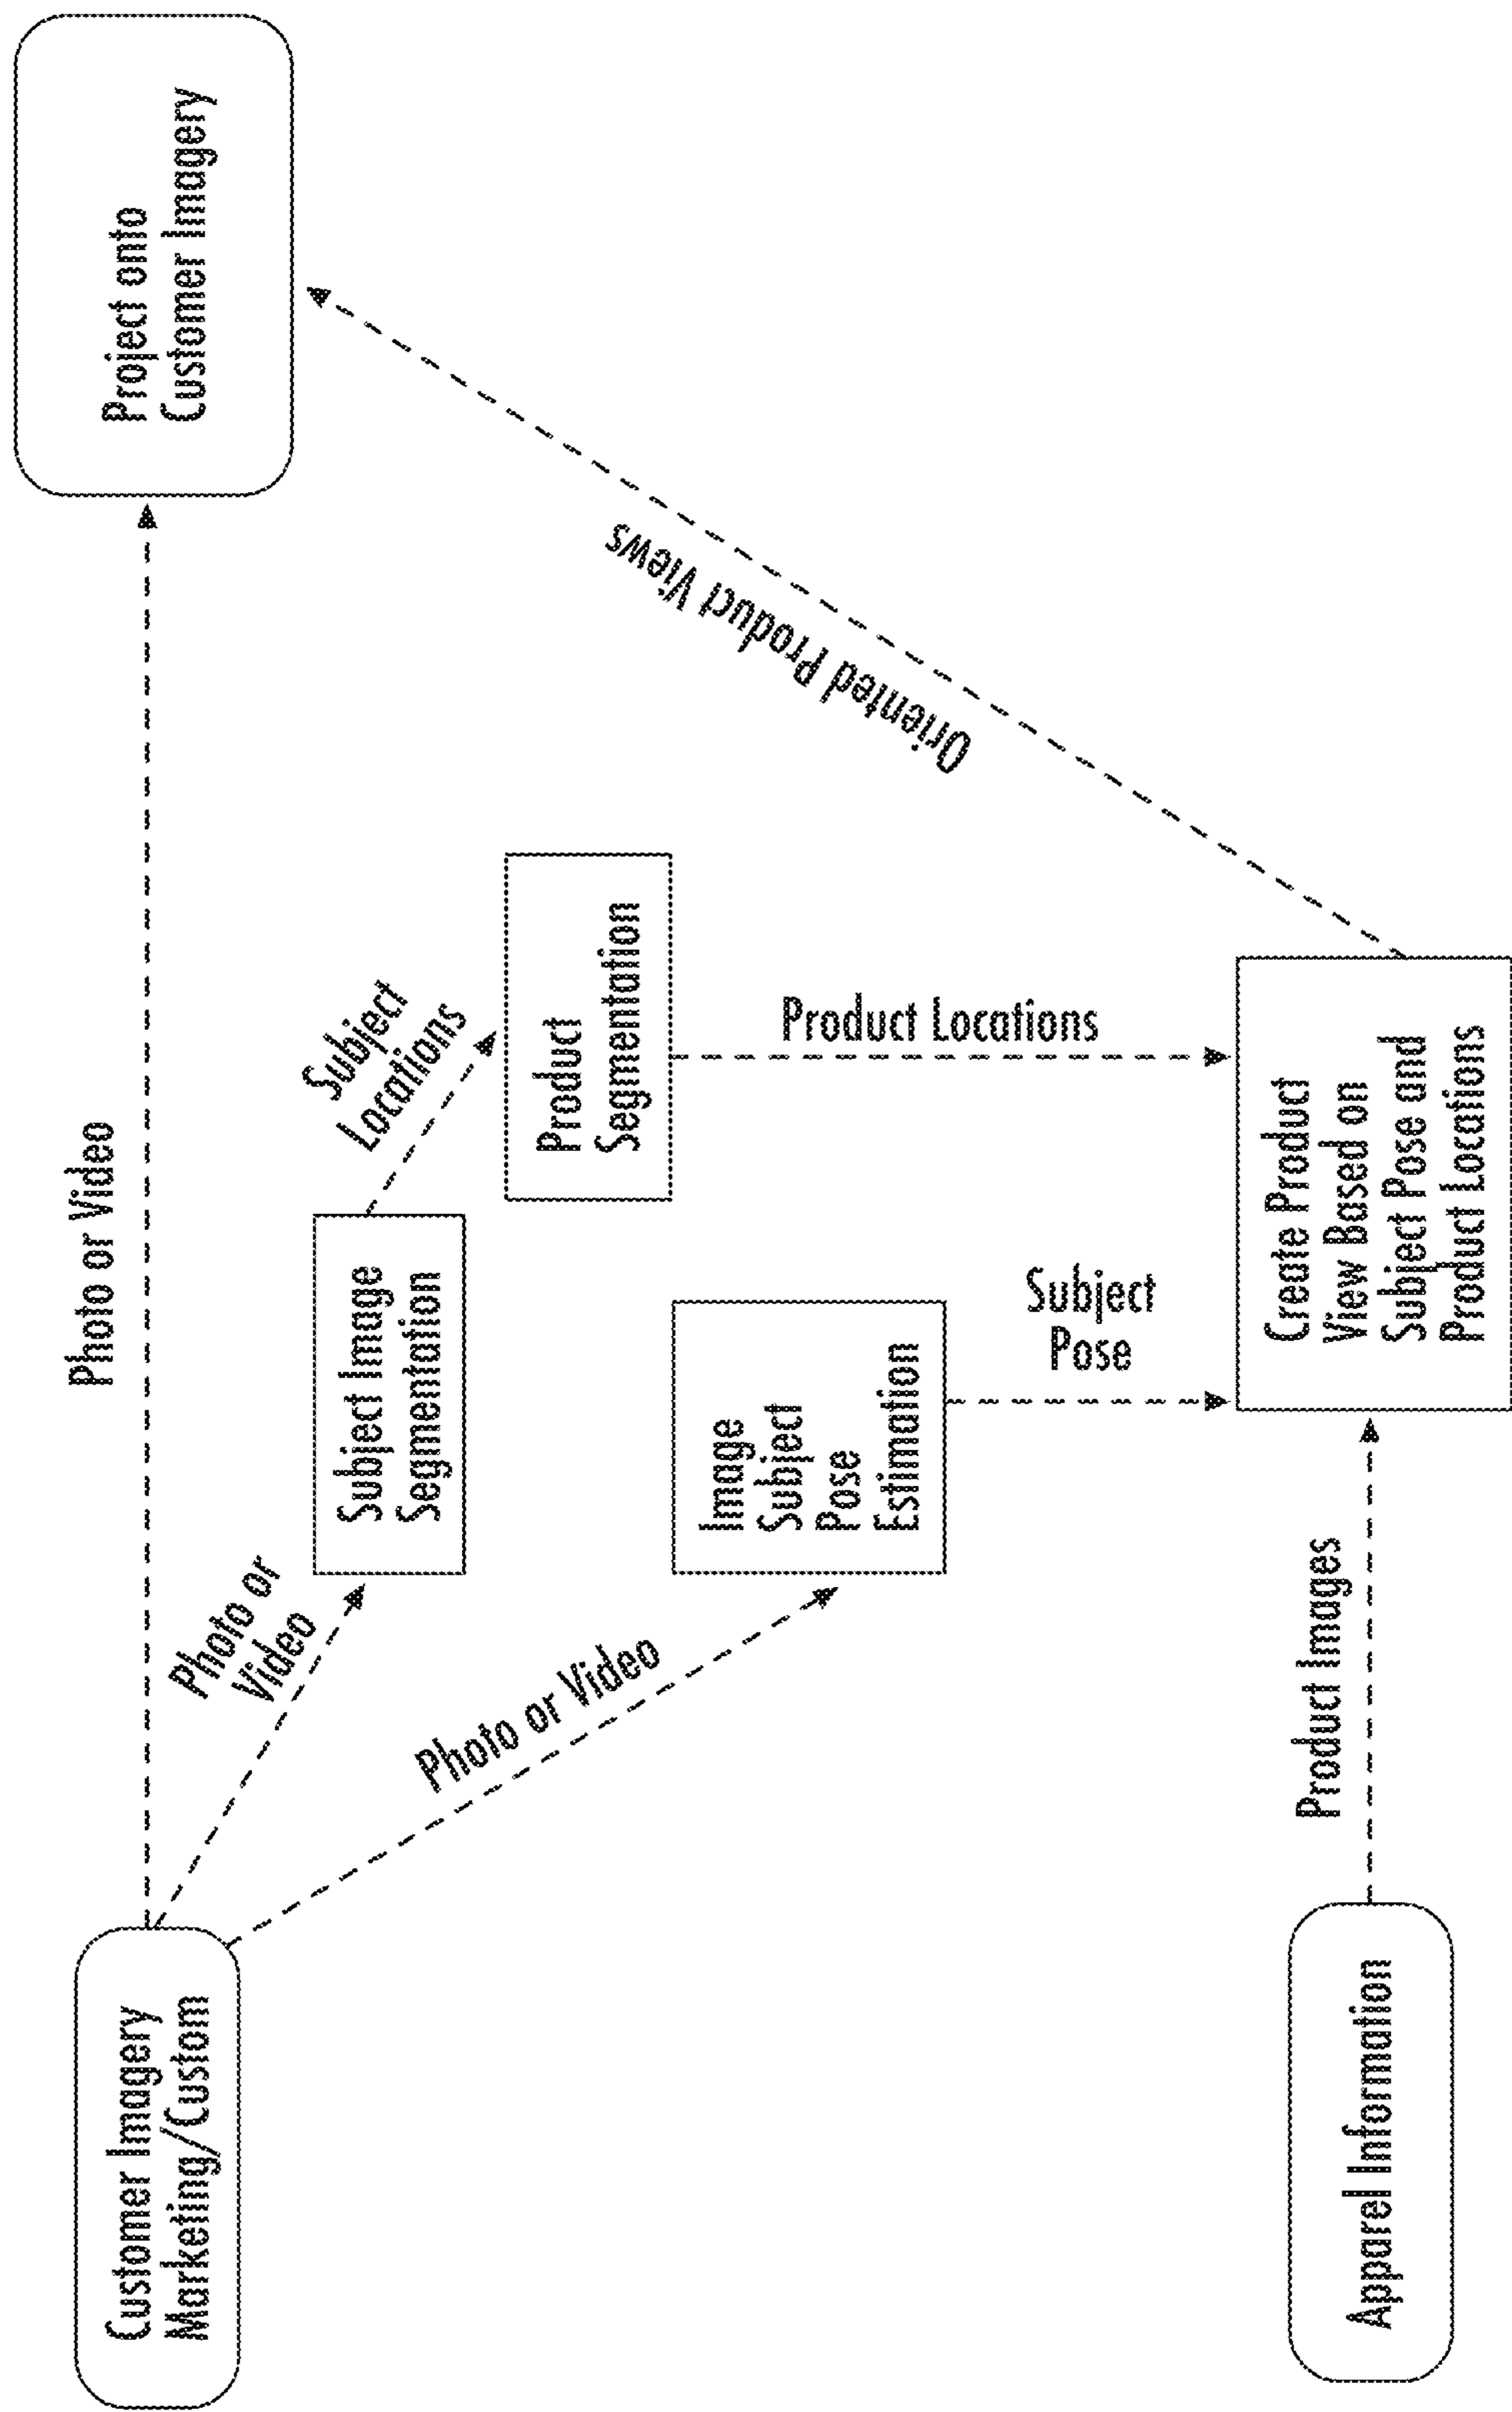 Customer Imagery
Marketing/Custom
Photo or Video
Project onto
Customer Imagery
Photo or
Video
Subject Image
Segmentation
Subject
Locations
Product
Segmentation
Photo or Video
Image
Subject
Pose
Estimation
Subject
Pose
Product Locations
Oriented Product Views
Apparel Information
Product Images
Create Product
View Based on
Subject Pose and
Product Locations